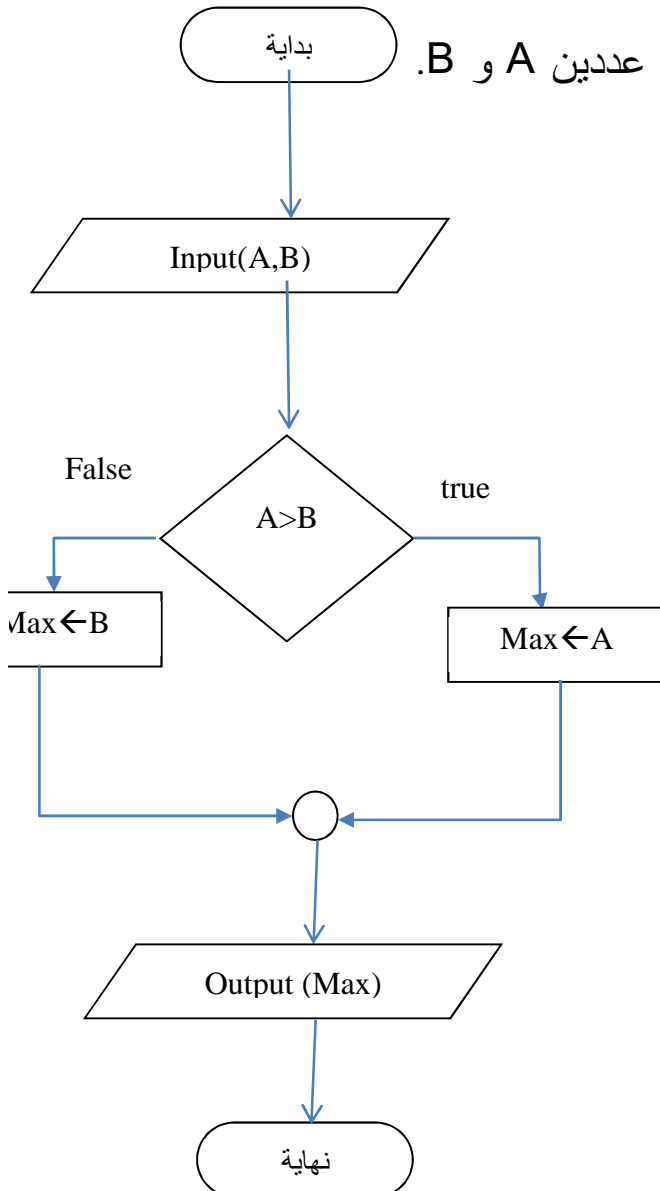 بداية
عددين A و B.
Input(A,B)
False
true
A>B
Max←B
Max←A
Output (Max)
نهاية